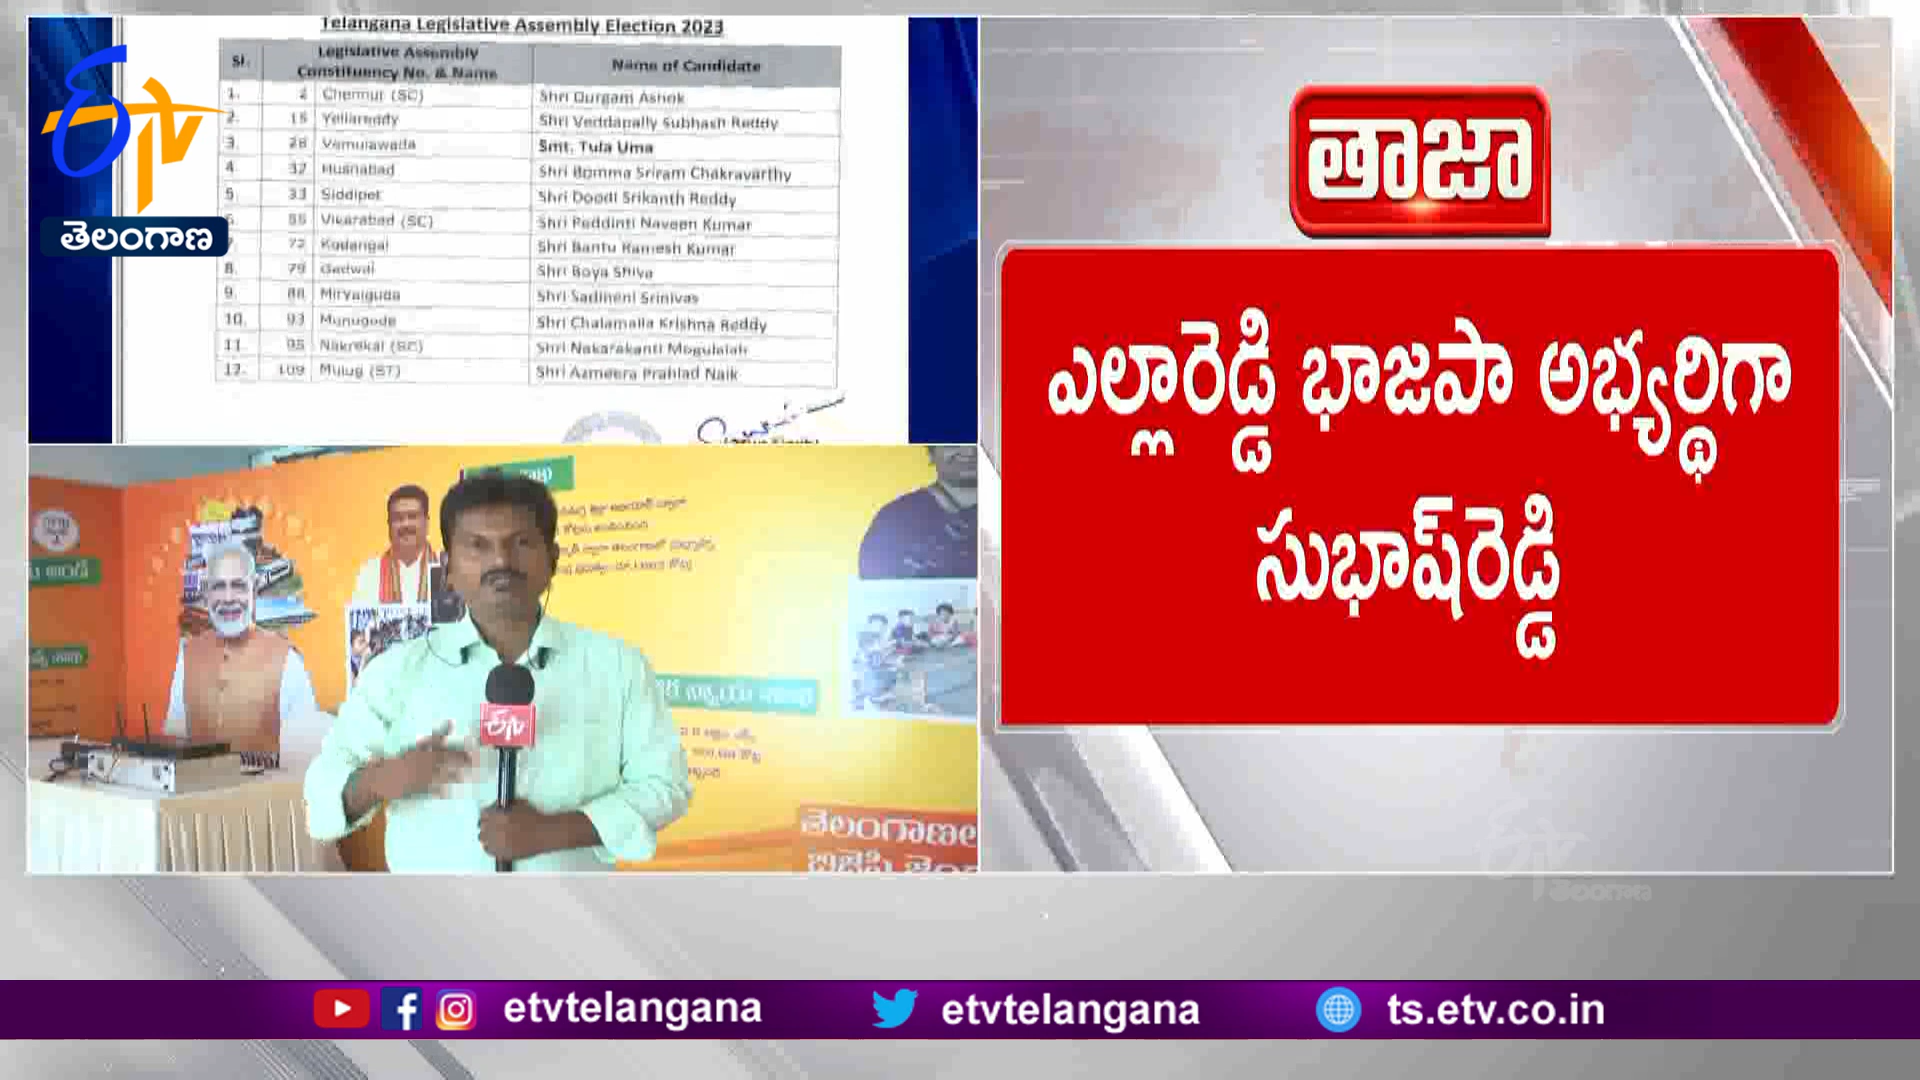 Telangana Legislative Assembly Election 2023
Sl. Legislative Assembly Constituency No. & Name Name of Candidate
1. 2 Chennur (SC) Shri Durgam Ashok
2. 15 Yellareddy Shri Veddapally Subhash Reddy
3. 28 Vemulawada Smt. Tula Uma
4. 32 Husnabad Shri Bomma Sriram Chakravarthy
5. 33 Siddipet Shri Doodi Srikanth Reddy
6. 55 Vikarabad (SC) Shri Peddinti Naveen Kumar
7. 72 Kodangal Shri Bantu Ramesh Kumar
8. 79 Gadwal Shri Boya Shiva
9. 88 Miryalguda Shri Sadineni Srinivas
10. 93 Munugode Shri Chalamalla Krishna Reddy
11. 95 Nakrekal (SC) Shri Nakarakanti Mogulaiah
12. 109 Mulug (ST) Shri Azmeera Prahlad Naik
ETV
తెలంగాణ
తాజా
ఎల్లారెడ్డి భాజపా అభ్యర్థిగా
సుభాష్‌రెడ్డి
ETV
తెలంగాణ
etvtelangana
etvtelangana
ts.etv.co.in